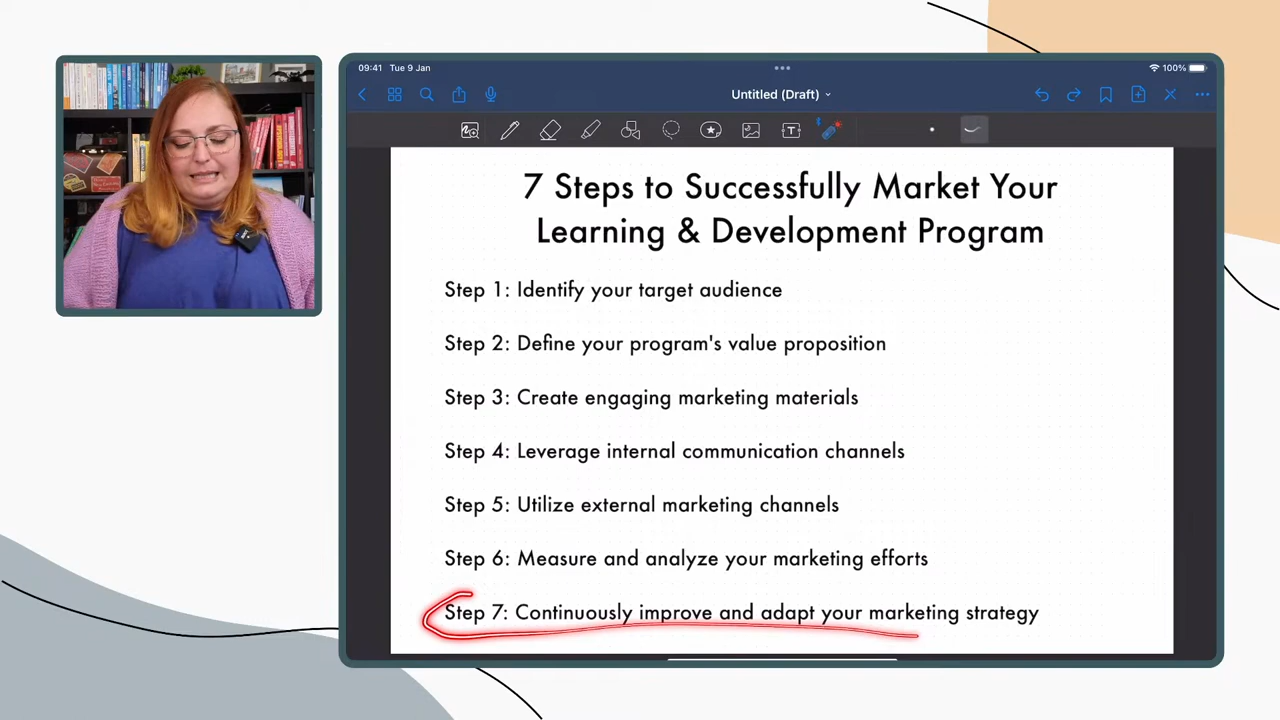 09:41 Tue 9 Jan
100%
Untitled (Draft)
7 Steps to Successfully Market Your
Learning & Development Program
Step 1: Identify your target audience
Step 2: Define your program's value proposition
Step 3: Create engaging marketing materials
Step 4: Leverage internal communication channels
Step 5: Utilize external marketing channels
Step 6: Measure and analyze your marketing efforts
Step 7: Continuously improve and adapt your marketing strategy